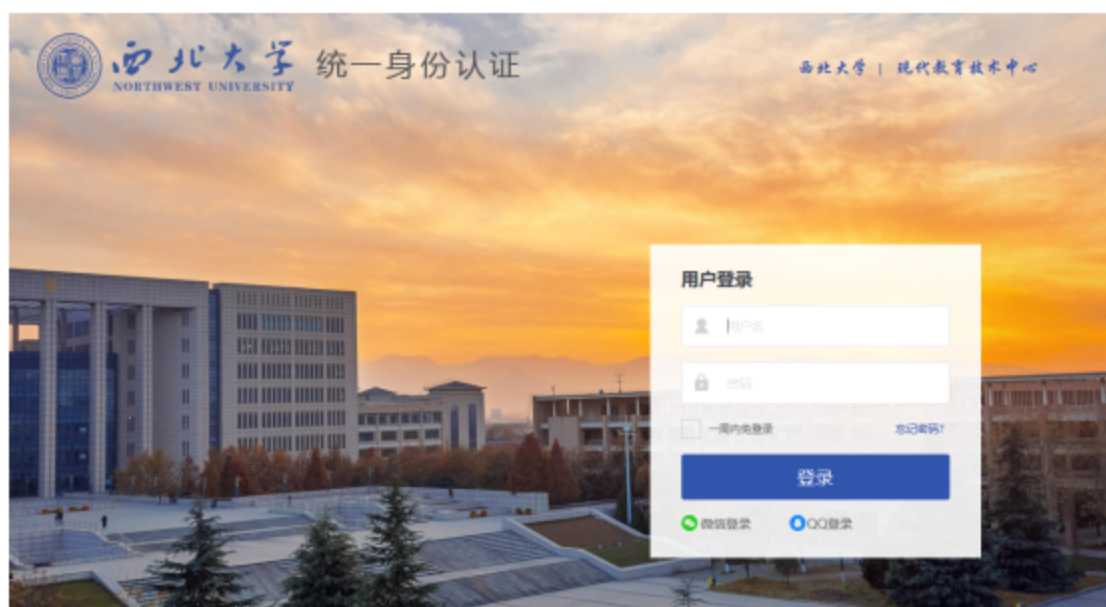 西北大学 统一身份认证
NORTHWEST UNIVERSITY
西北大学 | 现代教育技术中心
用户登录
用户名
密码
一周内免登录 忘记密码?
登录
微信登录 QQ登录